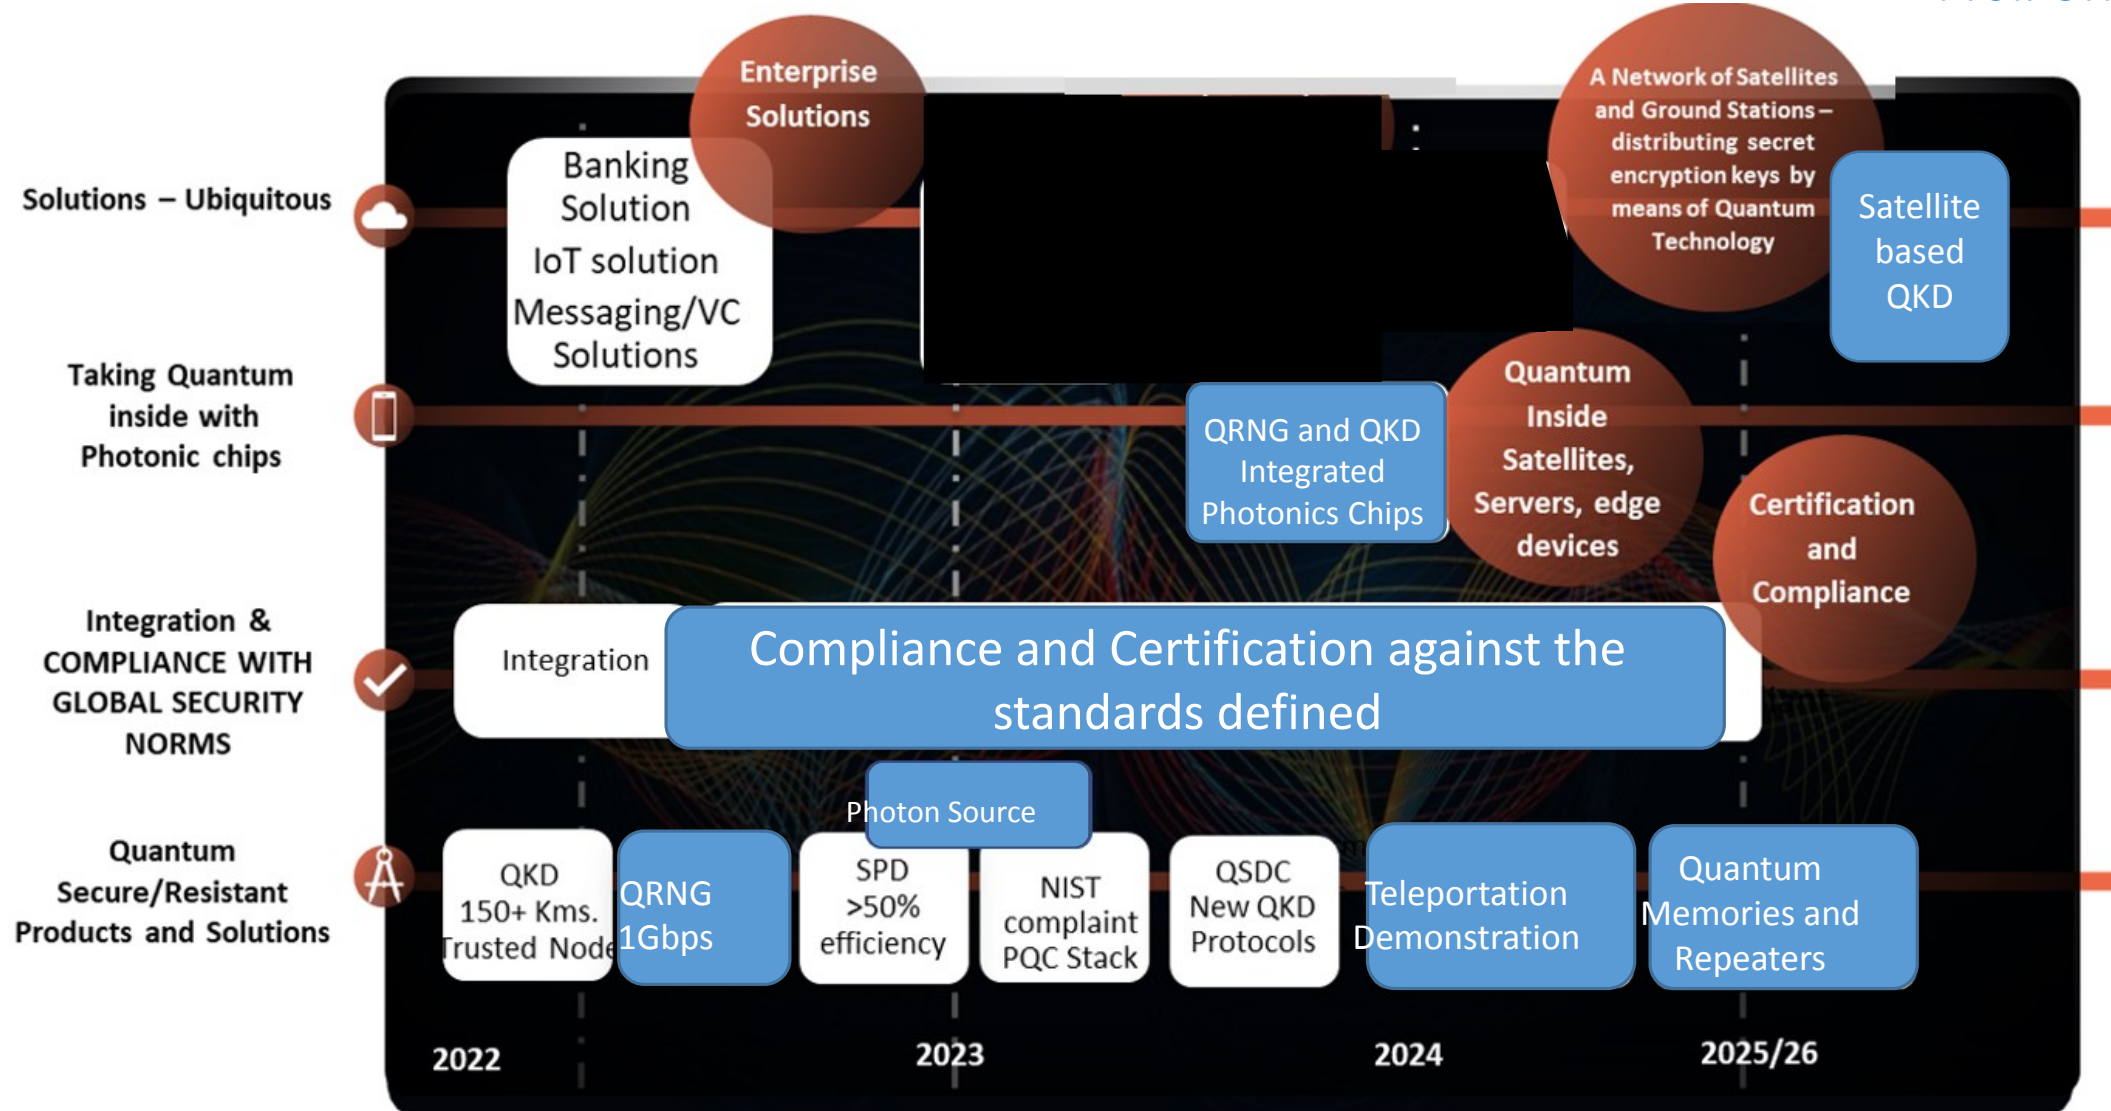 Enterprise
Solutions
A Network of Satellites
and Ground Stations –
distributing secret
encryption keys by
means of Quantum
Technology
Solutions – Ubiquitous
Banking
Solution
IoT solution
Messaging/VC
Solutions
Satellite
based
QKD
Taking Quantum
inside with
Photonic chips
QRNG and QKD
Integrated
Photonics Chips
Quantum
Inside
Satellites,
Servers, edge
devices
Certification
and
Compliance
Integration &
COMPLIANCE WITH
GLOBAL SECURITY
NORMS
Integration
Compliance and Certification against the
standards defined
Photon Source
Quantum
Secure/Resistant
Products and Solutions
QKD
150+ Kms.
Trusted Node
QRNG
1Gbps
SPD
>50%
efficiency
NIST
complaint
PQC Stack
QSDC
New QKD
Protocols
Teleportation
Demonstration
Quantum
Memories and
Repeaters
2022
2023
2024
2025/26